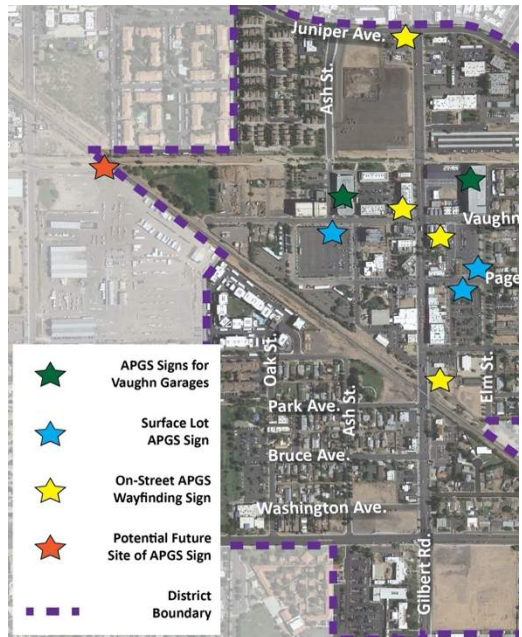 Juniper Ave.
Ash St.
Vaughn
Page
Oak St.
Ash St.
Elm St.
Park Ave.
Bruce Ave.
Washington Ave.
Gilbert Rd.
APGS Signs for
Vaughn Garages
Surface Lot
APGS Sign
On-Street APGS
Wayfinding Sign
Potential Future
Site of APGS Sign
District
Boundary